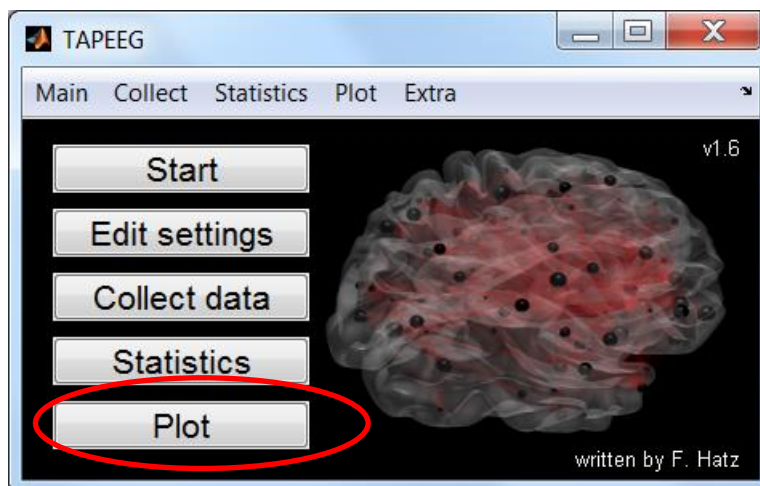 TAPEEG
Main Collect Statistics Plot Extra
v1.6
Start
Edit settings
Collect data
Statistics
Plot
written by F. Hatz